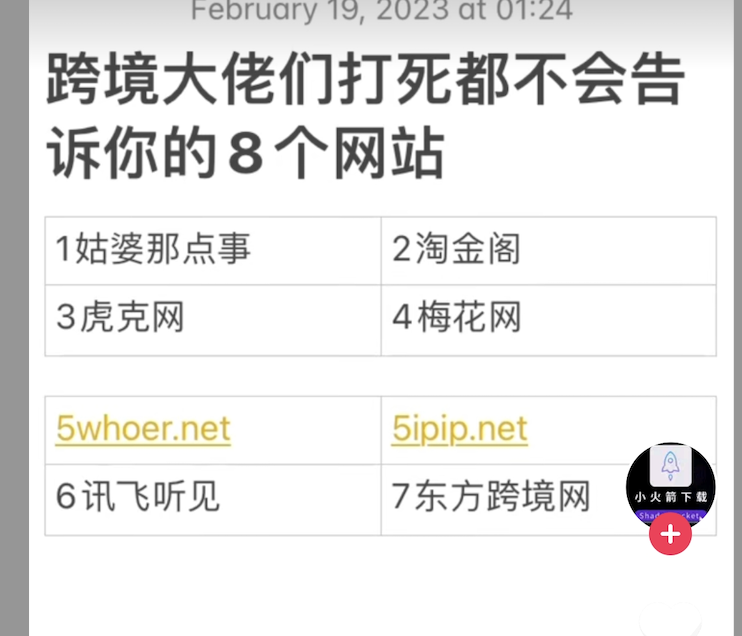 February 19, 2023 at 01:24
跨境大佬们打死都不会告
诉你的8个网站
1姑婆那点事 2淘金阁
3虎克网 4梅花网
5whoer.net 5ipip.net
6讯飞听见 7东方跨境网
小火箭下载